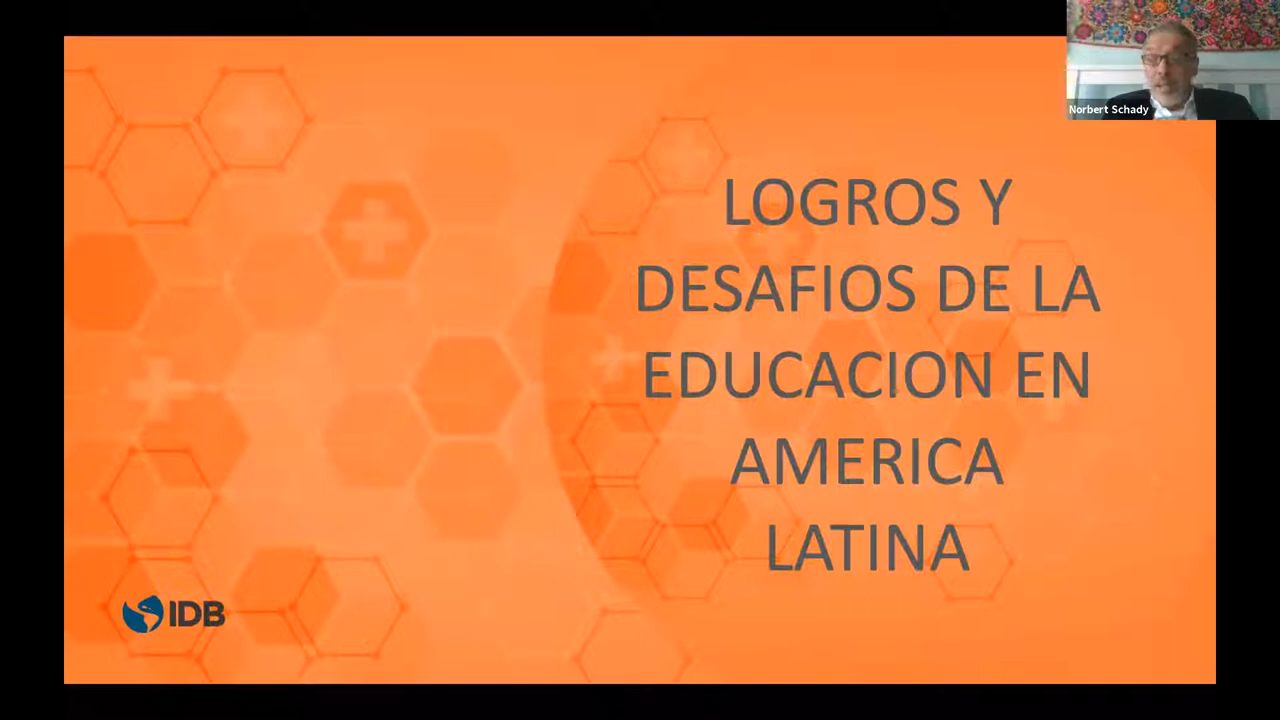 Norbert Schady
LOGROS Y
DESAFIOS DE LA
EDUCACION EN
AMERICA
LATINA
IDB